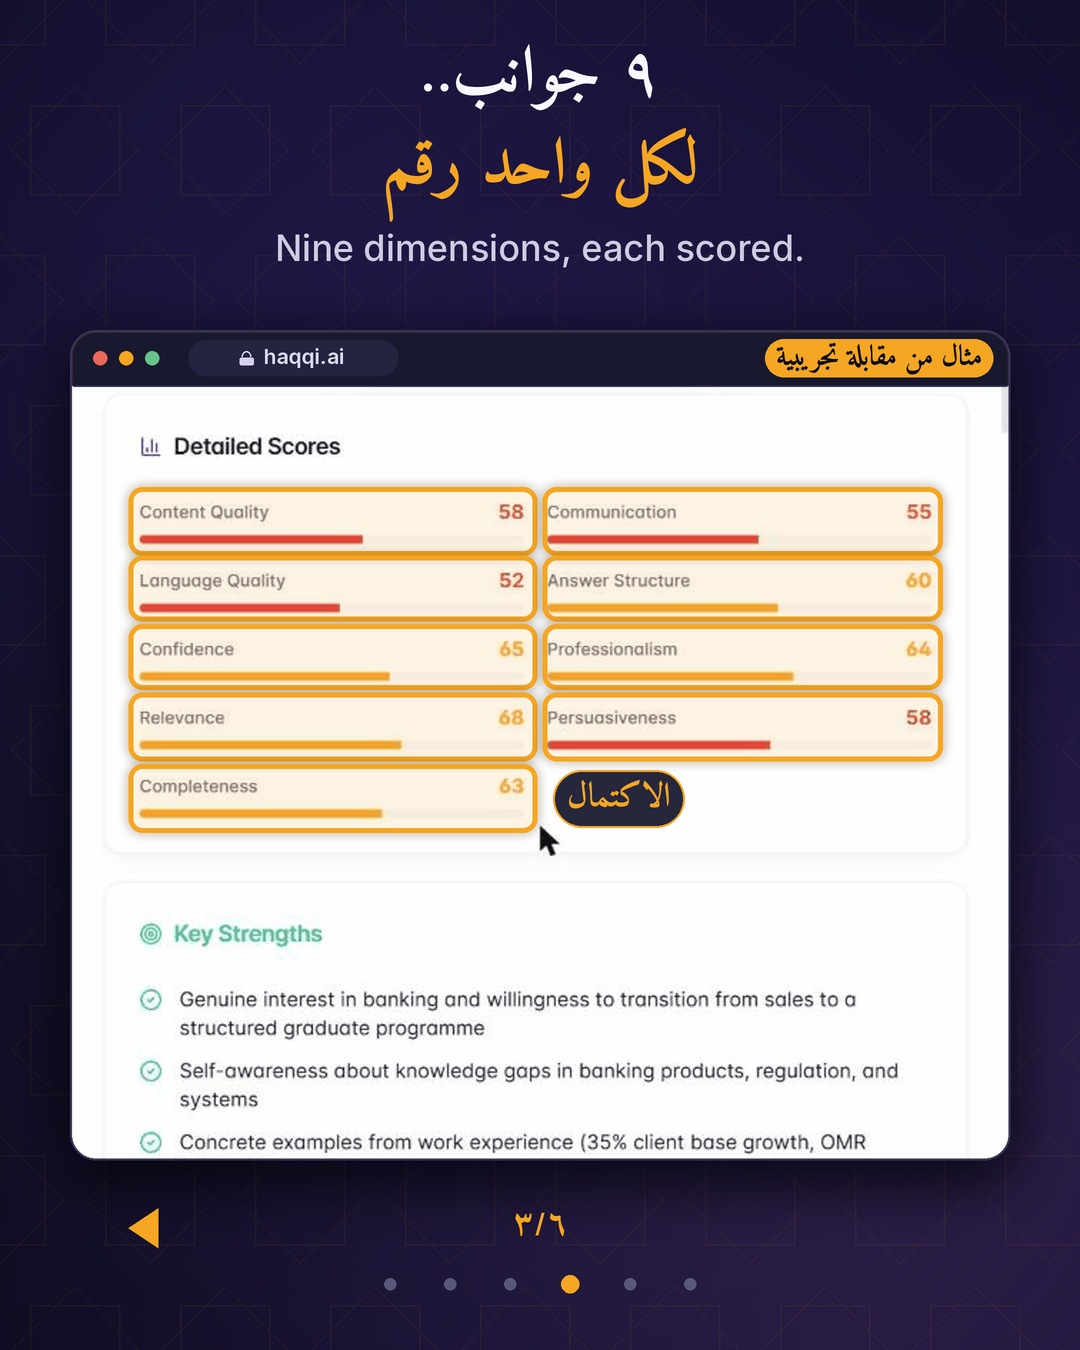 ٩ جوانب..
لكل واحد رقم
Nine dimensions, each scored.
haqqi.ai
مثال من مقابلة تجريبية
Detailed Scores
Content Quality 58
Communication 55
Language Quality 52
Answer Structure 60
Confidence 65
Professionalism 64
Relevance 68
Persuasiveness 58
Completeness 63
الاكتمال
Key Strengths
Genuine interest in banking and willingness to transition from sales to a
structured graduate programme
Self-awareness about knowledge gaps in banking products, regulation, and
systems
Concrete examples from work experience (35% client base growth, OMR
٣/٦